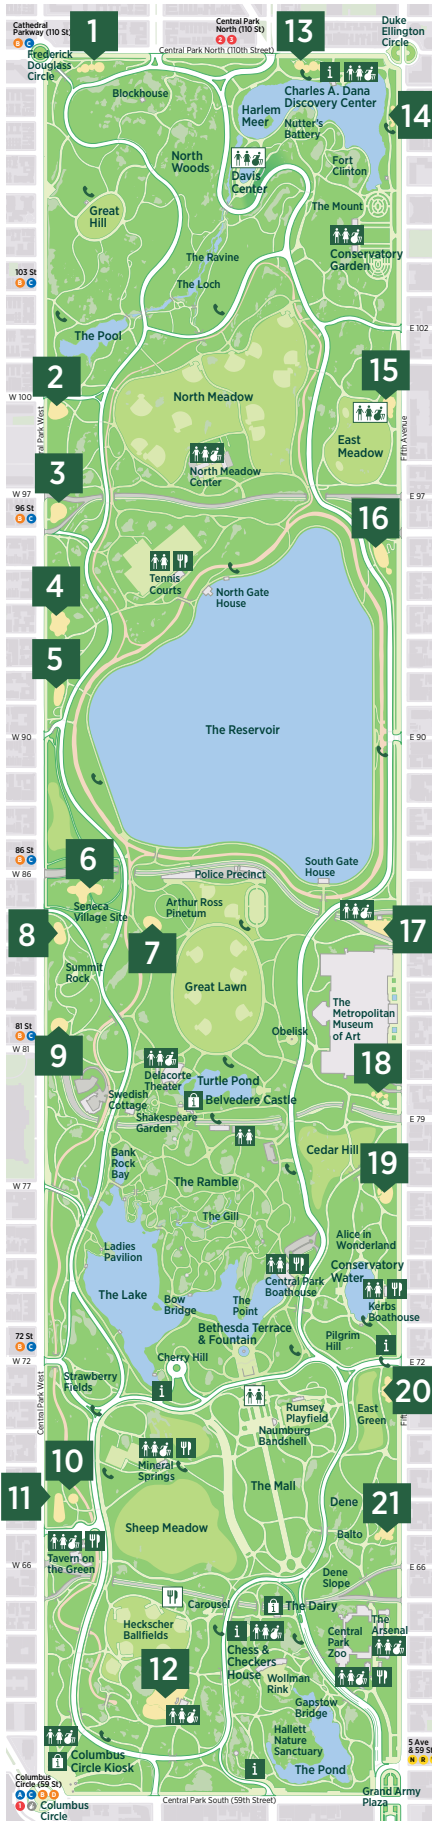 Cathedral
Parkway (110 St)
B C
Frederick
Douglass
Circle
1
Central Park
North (110 St)
2 3
Central Park North (110th Street)
13
Duke
Ellington
Circle
i
Blockhouse
Charles A. Dana
Discovery Center
Harlem
Meer
Nutter's
Battery
14
North
Woods
Davis
Center
Fort
Clinton
Great
Hill
The Mount
Conservatory
Garden
The Ravine
103 St
B C
The Loch
The Pool
E 102
2
W 100
15
North Meadow
East
Meadow
Fifth Avenue
3
North Meadow
Center
W 97
E 97
96 St
B C
16
Tennis
Courts
North Gate
House
4
5
The Reservoir
W 90
E 90
86 St
B C
W 86
6
South Gate
House
Police Precinct
Seneca
Village Site
Arthur Ross
Pinetum
8
7
17
Summit
Rock
Great Lawn
The
Metropolitan
Museum
of Art
81 St
B C
W 81
9
Obelisk
18
Delacorte
Theater
Turtle Pond
Swedish
Cottage
i
Belvedere Castle
Shakespeare
Garden
E 79
Bank
Rock
Bay
Cedar Hill
19
The Ramble
W 77
The Gill
Ladies
Pavilion
Alice in
Wonderland
Conservatory
Water
Central Park
Boathouse
The Lake
Bow
Bridge
The
Point
Kerbs
Boathouse
Bethesda Terrace
& Fountain
Pilgrim
Hill
i
72 St
B C
W 72
Cherry Hill
E 72
Strawberry
Fields
i
20
Central Park West
Rumsey
Playfield
East
Green
Naumburg
Bandshell
Mineral
Springs
10
The Mall
11
Dene
21
Sheep Meadow
Balto
Tavern on
the Green
W 66
E 66
Dene
Slope
Carousel
i
The Dairy
Heckscher
Ballfields
i
Chess &
Checkers
House
Central
Park
Zoo
The
Arsenal
12
Wollman
Rink
Gapstow
Bridge
Hallett
Nature
Sanctuary
5 Ave
& 59 St
N R
i
Columbus
Circle Kiosk
i
The Pond
Columbus
Circle (59 St)
A C B D
1
Columbus
Circle
Central Park South (59th Street)
Grand Army
Plaza